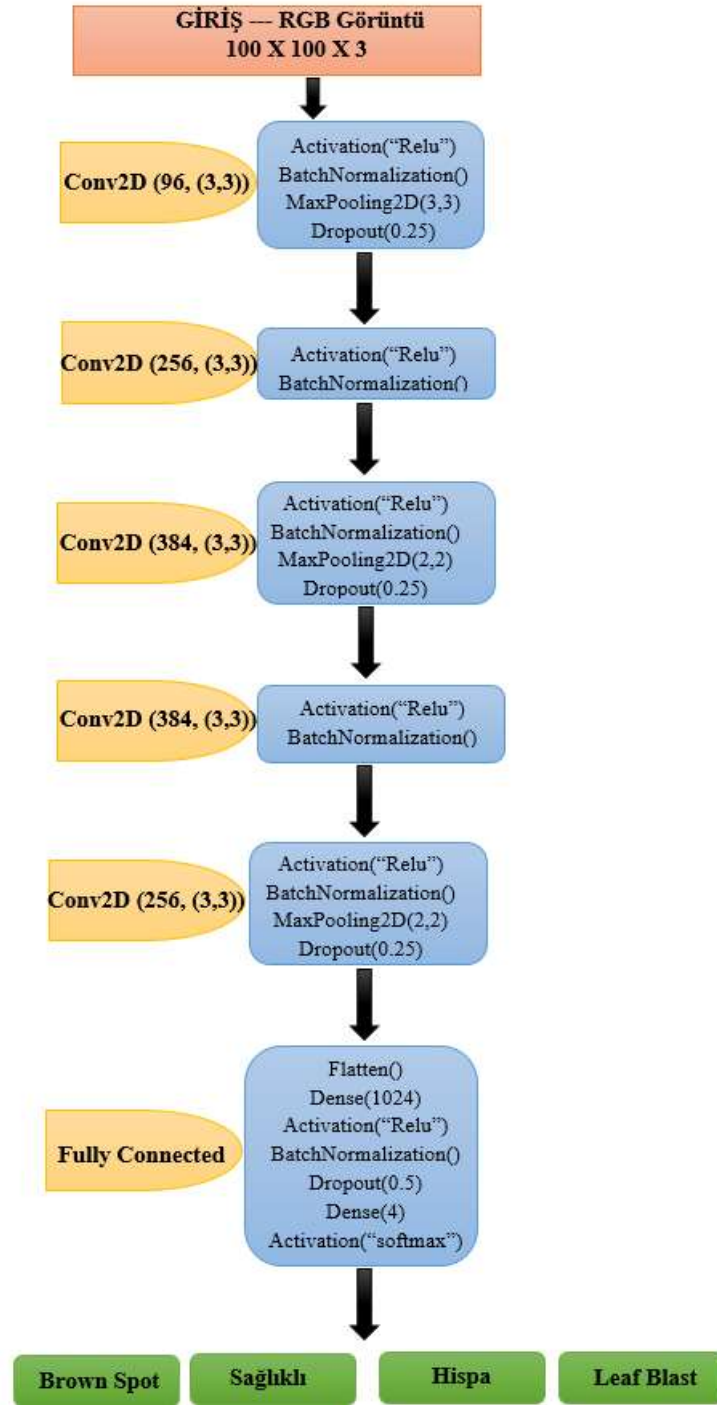 GİRİŞ --- RGB Görüntü
100 X 100 X 3
Conv2D (96, (3,3))
Activation(“Relu”)
BatchNormalization()
MaxPooling2D(3,3)
Dropout(0.25)
Conv2D (256, (3,3))
Activation(“Relu”)
BatchNormalization()
Conv2D (384, (3,3))
Activation(“Relu”)
BatchNormalization()
MaxPooling2D(2,2)
Dropout(0.25)
Conv2D (384, (3,3))
Activation(“Relu”)
BatchNormalization()
Conv2D (256, (3,3))
Activation(“Relu”)
BatchNormalization()
MaxPooling2D(2,2)
Dropout(0.25)
Fully Connected
Flatten()
Dense(1024)
Activation(“Relu”)
BatchNormalization()
Dropout(0.5)
Dense(4)
Activation(“softmax”)
Brown Spot
Sağlıklı
Hispa
Leaf Blast